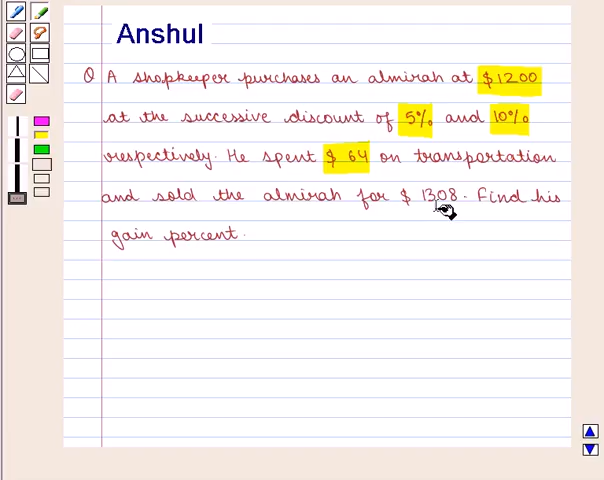 Anshul
Q A shopkeeper purchases an almirah at $1200
at the successive discount of 5% and 10%
respectively. He spent $ 64 on transportation
and sold the almirah for $ 1308. Find his
gain percent.